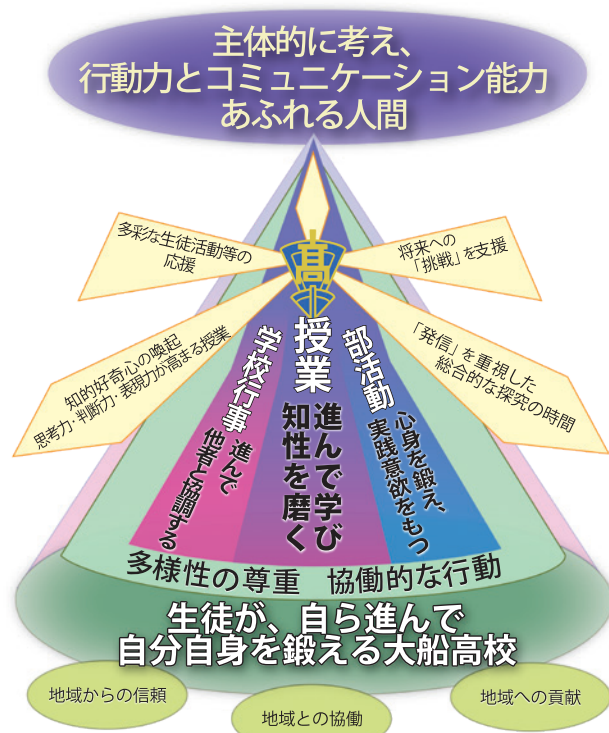 主体的に考え、
行動力とコミュニケーション能力
あふれる人間
多彩な生徒活動等の
応援
将来への
「挑戦」を支援
高
知的好奇心の喚起
思考力・判断力・表現力が高まる授業
「発信」を重視した
総合的な探究の時間
学校行事
進んで
他者と協調する
授業
進んで学び
知性を磨く
部活動
心身を鍛え、
実践意欲をもつ
多様性の尊重 協働的な行動
生徒が、自ら進んで
自分自身を鍛える大船高校
地域からの信頼
地域との協働
地域への貢献